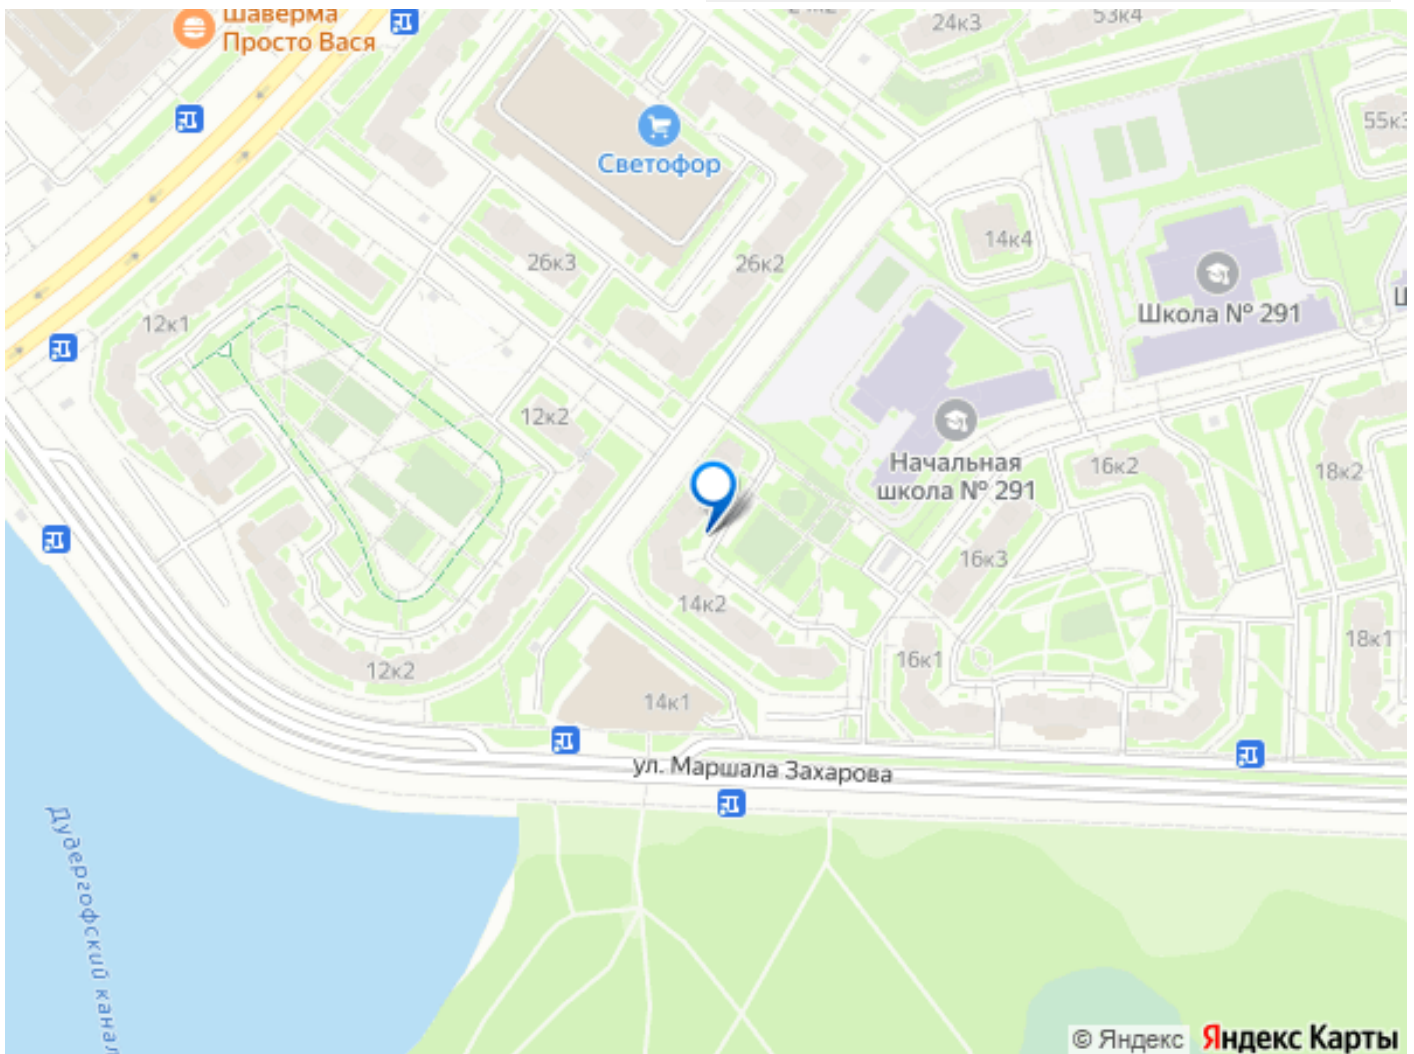 Шаверма
Просто Вася
24к3
53к4
55к3
Светофор
14к4
26к3
26к2
Школа № 291
12к1
12к2
Начальная
школа № 291
16к2
18к2
16к3
14к2
18к1
12к2
16к1
14к1
ул. Маршала Захарова
Дудергофский канал
© Яндекс Яндекс Карты